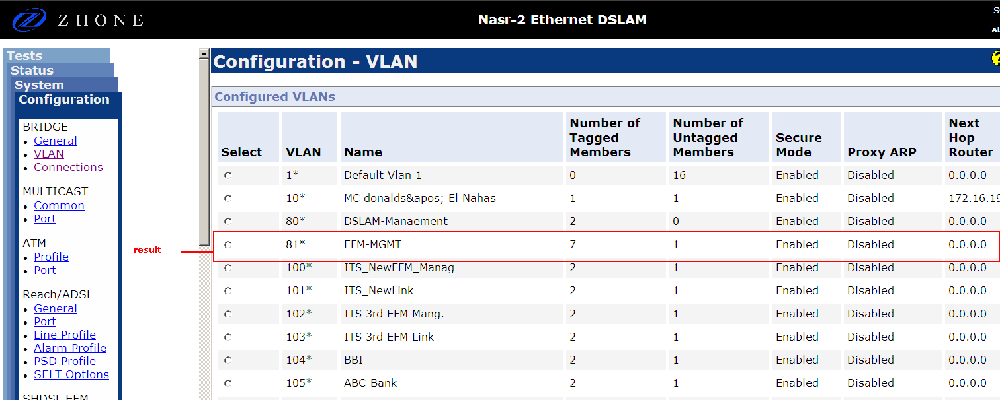 ZHONE
Nasr-2 Ethernet DSLAM
Tests
Status
System
Configuration
BRIDGE
General
VLAN
Connections
MULTICAST
Common
Port
ATM
Profile
Port
Reach/ADSL
General
Port
Line Profile
Alarm Profile
PSD Profile
SELT Options
SHDSL EFM
result
Configuration - VLAN
Configured VLANs
Select VLAN Name Number of Tagged Members Number of Untagged Members Secure Mode Proxy ARP Next Hop Router
1* Default Vlan 1 0 16 Enabled Disabled 0.0.0.0
10* MC donalds&apos; El Nahas 1 1 Enabled Disabled 172.16.19
80* DSLAM-Manaement 2 0 Enabled Disabled 0.0.0.0
81* EFM-MGMT 7 1 Enabled Disabled 0.0.0.0
100* ITS_NewEFM_Manag 2 1 Enabled Disabled 0.0.0.0
101* ITS_NewLink 2 1 Enabled Disabled 0.0.0.0
102* ITS 3rd EFM Mang. 2 1 Enabled Disabled 0.0.0.0
103* ITS 3rd EFM Link 2 1 Enabled Disabled 0.0.0.0
104* BBI 2 1 Enabled Disabled 0.0.0.0
105* ABC-Bank 2 1 Enabled Disabled 0.0.0.0